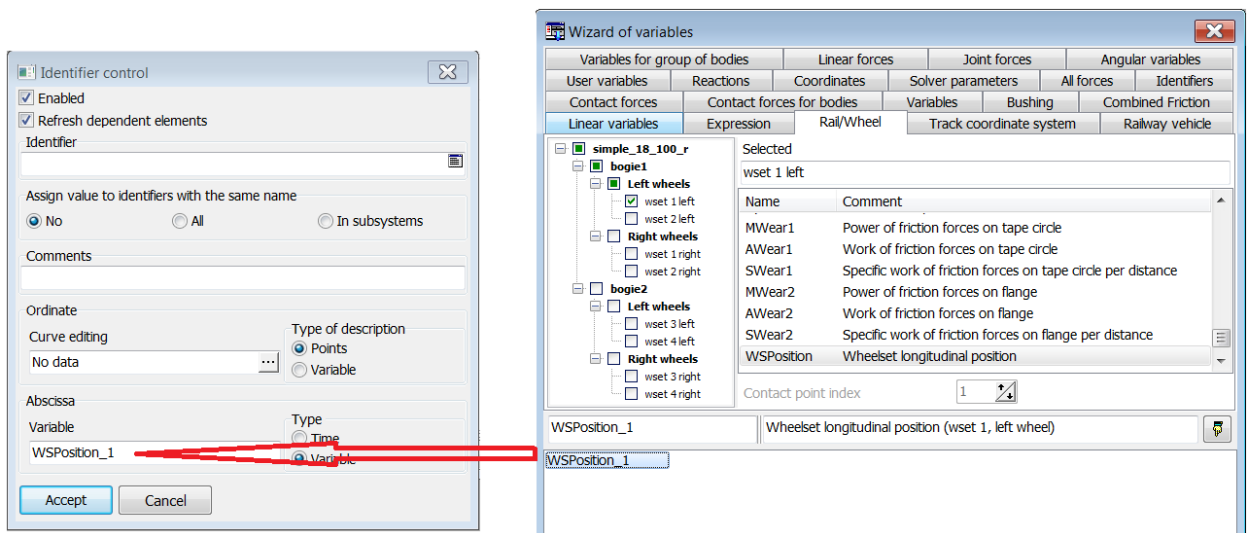 Identifier control
Enabled
Refresh dependent elements
Identifier
Assign value to identifiers with the same name
No
All
In subsystems
Comments
Ordinate
Curve editing
No data
...
Type of description
Points
Variable
Abscissa
Variable
WSPosition_1
Type
Time
Variable
Accept
Cancel
Wizard of variables
Variables for group of bodies
Linear forces
Joint forces
Angular variables
User variables
Reactions
Coordinates
Solver parameters
All forces
Identifiers
Contact forces
Contact forces for bodies
Variables
Bushing
Combined Friction
Linear variables
Expression
Rail/Wheel
Track coordinate system
Railway vehicle
simple_18_100_r
bogie1
Left wheels
wset 1 left
wset 2 left
Right wheels
wset 1 right
wset 2 right
bogie2
Left wheels
wset 3 left
wset 4 left
Right wheels
wset 3 right
wset 4 right
Selected
wset 1 left
Name Comment
MWear1 Power of friction forces on tape circle
AWear1 Work of friction forces on tape circle
SWear1 Specific work of friction forces on tape circle per distance
MWear2 Power of friction forces on flange
AWear2 Work of friction forces on flange
SWear2 Specific work of friction forces on flange per distance
WSPosition Wheelset longitudinal position
Contact point index 1
WSPosition_1 Wheelset longitudinal position (wset 1, left wheel)
WSPosition_1